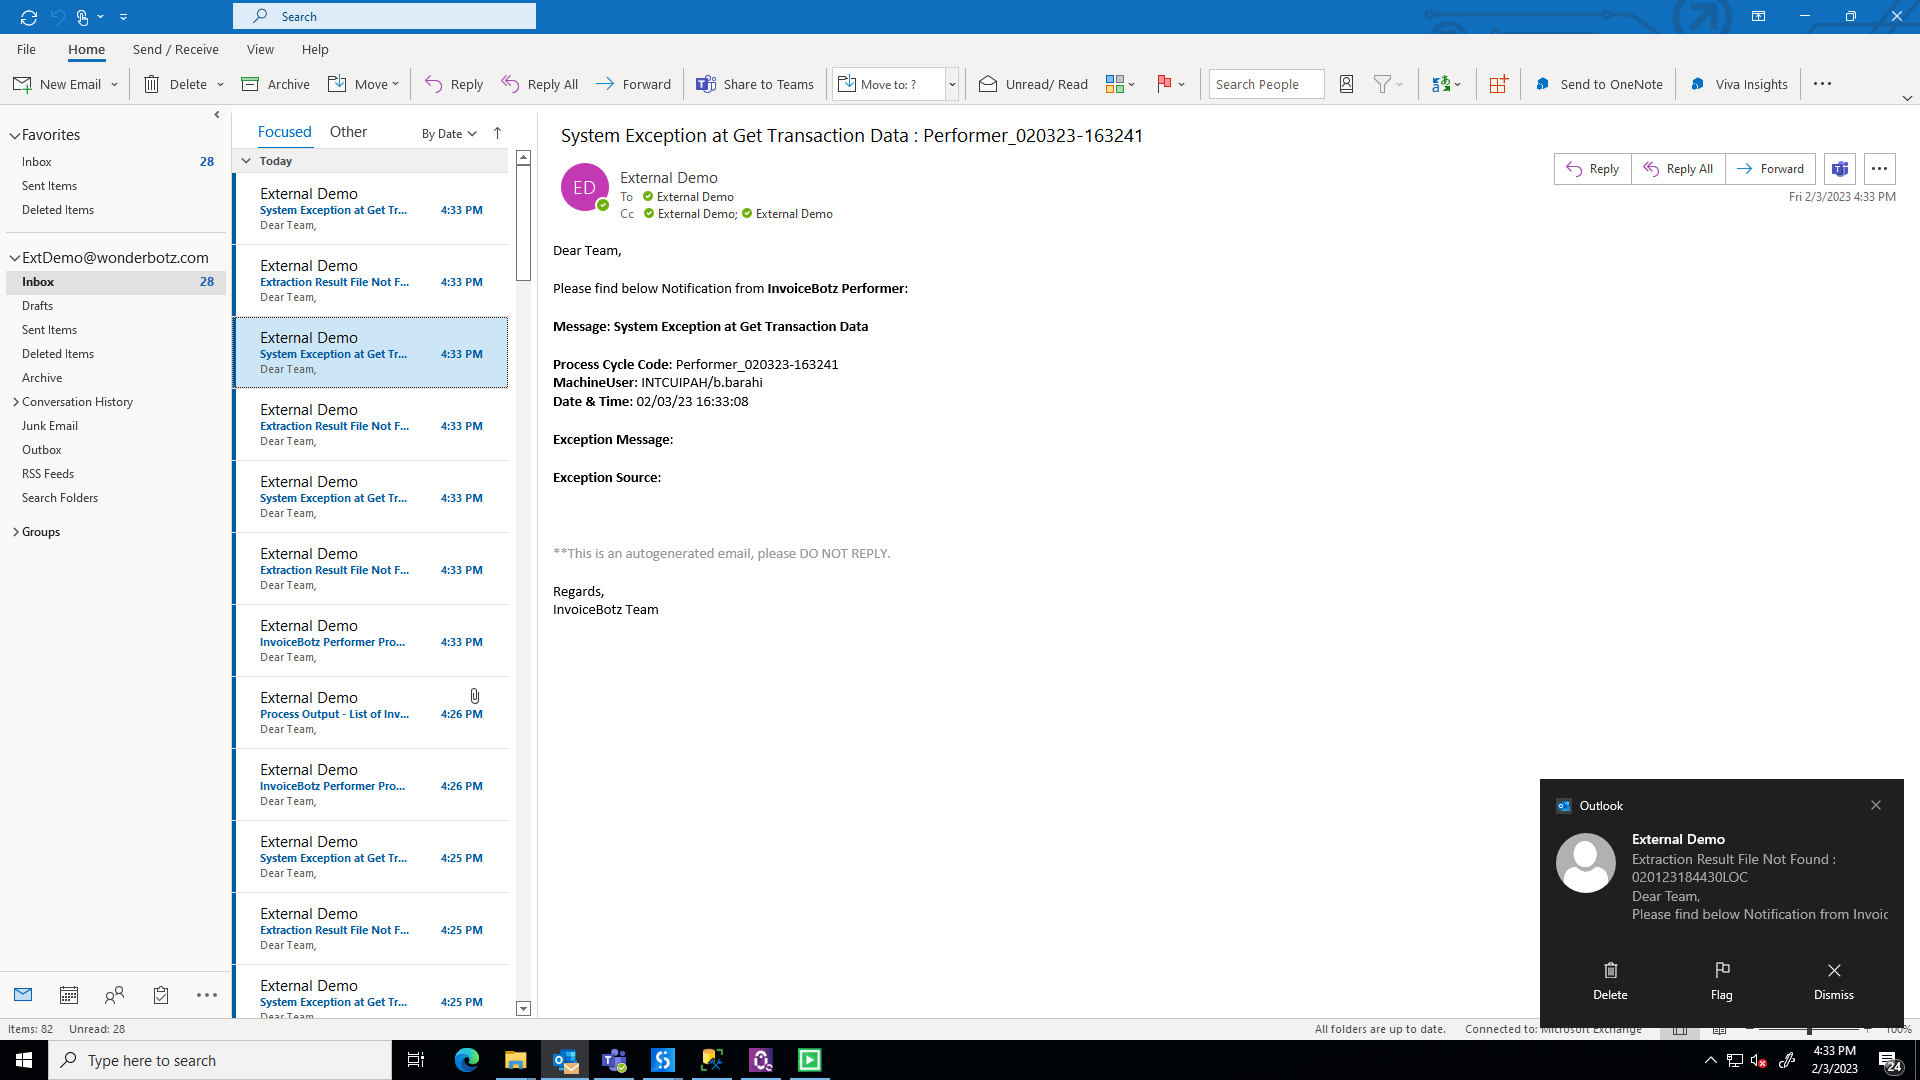 Search
File
Home
Send / Receive
View
Help
New Email
Delete
Archive
Move
Reply
Reply All
Forward
Share to Teams
Move to: ?
Unread/ Read
Search People
Send to OneNote
Viva Insights
Favorites
Inbox 28
Sent Items
Deleted Items
ExtDemo@wonderbotz.com
Inbox 28
Drafts
Sent Items
Deleted Items
Archive
Conversation History
Junk Email
Outbox
RSS Feeds
Search Folders
Groups
Focused
Other
By Date
Today
External Demo
System Exception at Get Tr... 4:33 PM
Dear Team,
External Demo
Extraction Result File Not F... 4:33 PM
Dear Team,
External Demo
System Exception at Get Tr... 4:33 PM
Dear Team,
External Demo
Extraction Result File Not F... 4:33 PM
Dear Team,
External Demo
System Exception at Get Tr... 4:33 PM
Dear Team,
External Demo
Extraction Result File Not F... 4:33 PM
Dear Team,
External Demo
InvoiceBotz Performer Pro... 4:33 PM
Dear Team,
External Demo
Process Output - List of Inv... 4:26 PM
Dear Team,
External Demo
InvoiceBotz Performer Pro... 4:26 PM
Dear Team,
External Demo
System Exception at Get Tr... 4:25 PM
Dear Team,
External Demo
Extraction Result File Not F... 4:25 PM
Dear Team,
External Demo
System Exception at Get Tr... 4:25 PM
Dear Team,
System Exception at Get Transaction Data : Performer_020323-163241
ED
External Demo
To External Demo
Cc External Demo; External Demo
Reply
Reply All
Forward
Fri 2/3/2023 4:33 PM
Dear Team,
Please find below Notification from InvoiceBotz Performer:
Message: System Exception at Get Transaction Data
Process Cycle Code: Performer_020323-163241
MachineUser: INTCUIPAH/b.barahi
Date & Time: 02/03/23 16:33:08
Exception Message:
Exception Source:
**This is an autogenerated email, please DO NOT REPLY.
Regards,
InvoiceBotz Team
Outlook
External Demo
Extraction Result File Not Found :
020123184430LOC
Dear Team,
Please find below Notification from Invoic
Delete
Flag
Dismiss
Items: 82 Unread: 28
All folders are up to date.
Connected to: Microsoft Exchange
100%
Type here to search
4:33 PM
2/3/2023
24